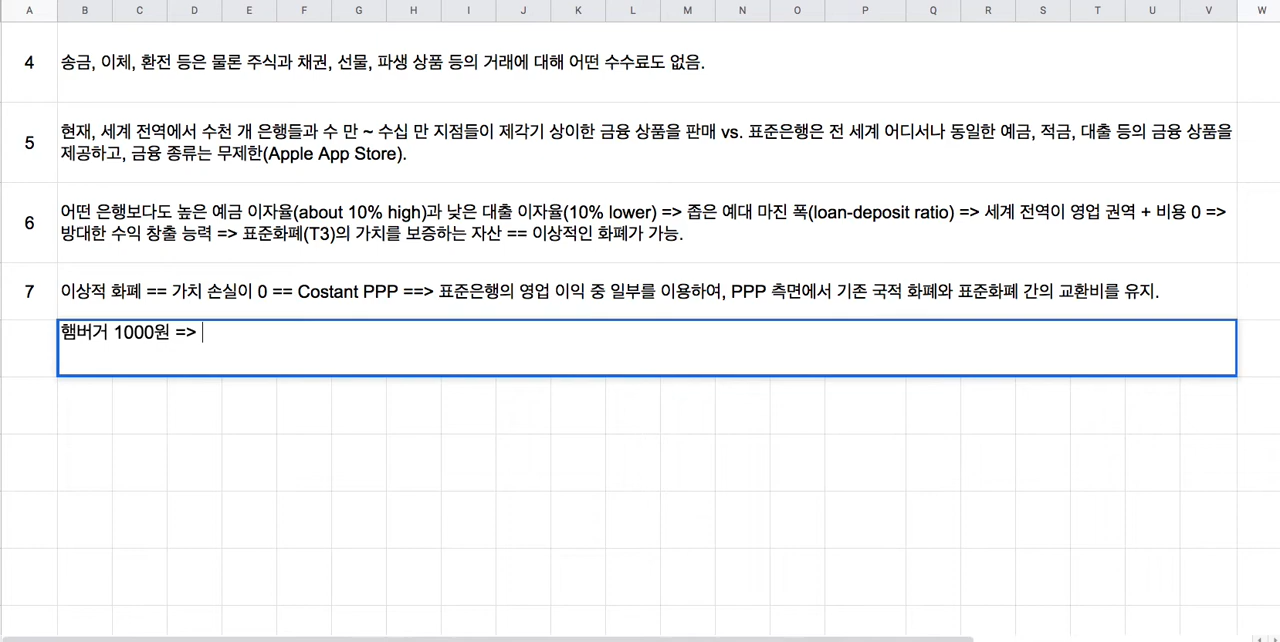 A B C D E F G H I J K L M N O P Q R S T U V W
4 송금, 이체, 환전 등은 물론 주식과 채권, 선물, 파생 상품 등의 거래에 대해 어떤 수수료도 없음.
5 현재, 세계 전역에서 수천 개 은행들과 수 만 ~ 수십 만 지점들이 제각기 상이한 금융 상품을 판매 vs. 표준은행은 전 세계 어디서나 동일한 예금, 적금, 대출 등의 금융 상품을
제공하고, 금융 종류는 무제한(Apple App Store).
6 어떤 은행보다도 높은 예금 이자율(about 10% high)과 낮은 대출 이자율(10% lower) => 좁은 예대 마진 폭(loan-deposit ratio) => 세계 전역이 영업 권역 + 비용 0 =>
방대한 수익 창출 능력 => 표준화폐(T3)의 가치를 보증하는 자산 == 이상적인 화폐가 가능.
7 이상적 화폐 == 가치 손실이 0 == Costant PPP ==> 표준은행의 영업 이익 중 일부를 이용하여, PPP 측면에서 기존 국적 화폐와 표준화폐 간의 교환비를 유지.
햄버거 1000원 =>